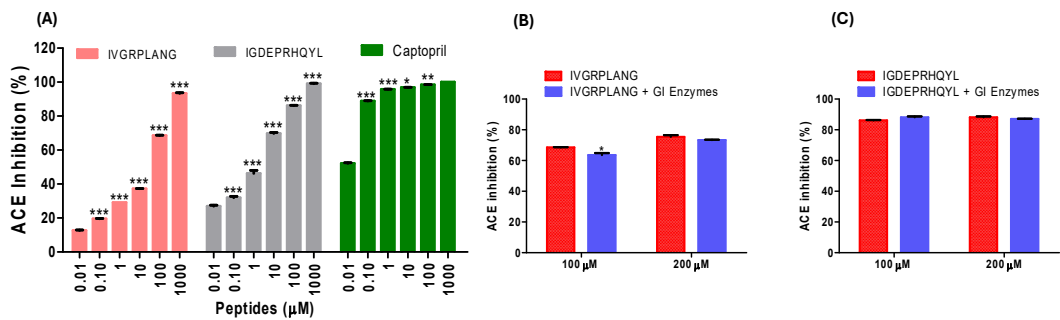 (A)
IVGRPLANG
IGDEPRHQYL
Captopril
ACE Inhibition (%)
120
100
80
60
40
20
0
***
***
***
***
***
***
***
***
***
***
***
***
*
**
0.01
0.10
1
10
100
1000
0.01
0.10
1
10
100
1000
0.01
0.10
1
10
100
1000
Peptides (µM)
(B)
IVGRPLANG
IVGRPLANG + GI Enzymes
ACE inhibition (%)
100
80
60
40
20
0
*
100 µM
200 µM
(C)
IGDEPRHQYL
IGDEPRHQYL + GI Enzymes
ACE inhibition (%)
100
80
60
40
20
0
100 µM
200 µM